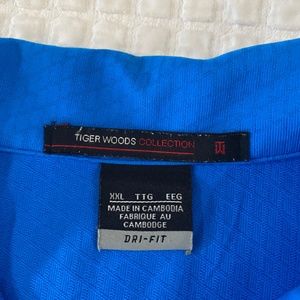 TIGER WOODS COLLECTION TW
XXL TTG EEG
MADE IN CAMBODIA
FABRIQUE AU
CAMBODGE
DRI-FIT